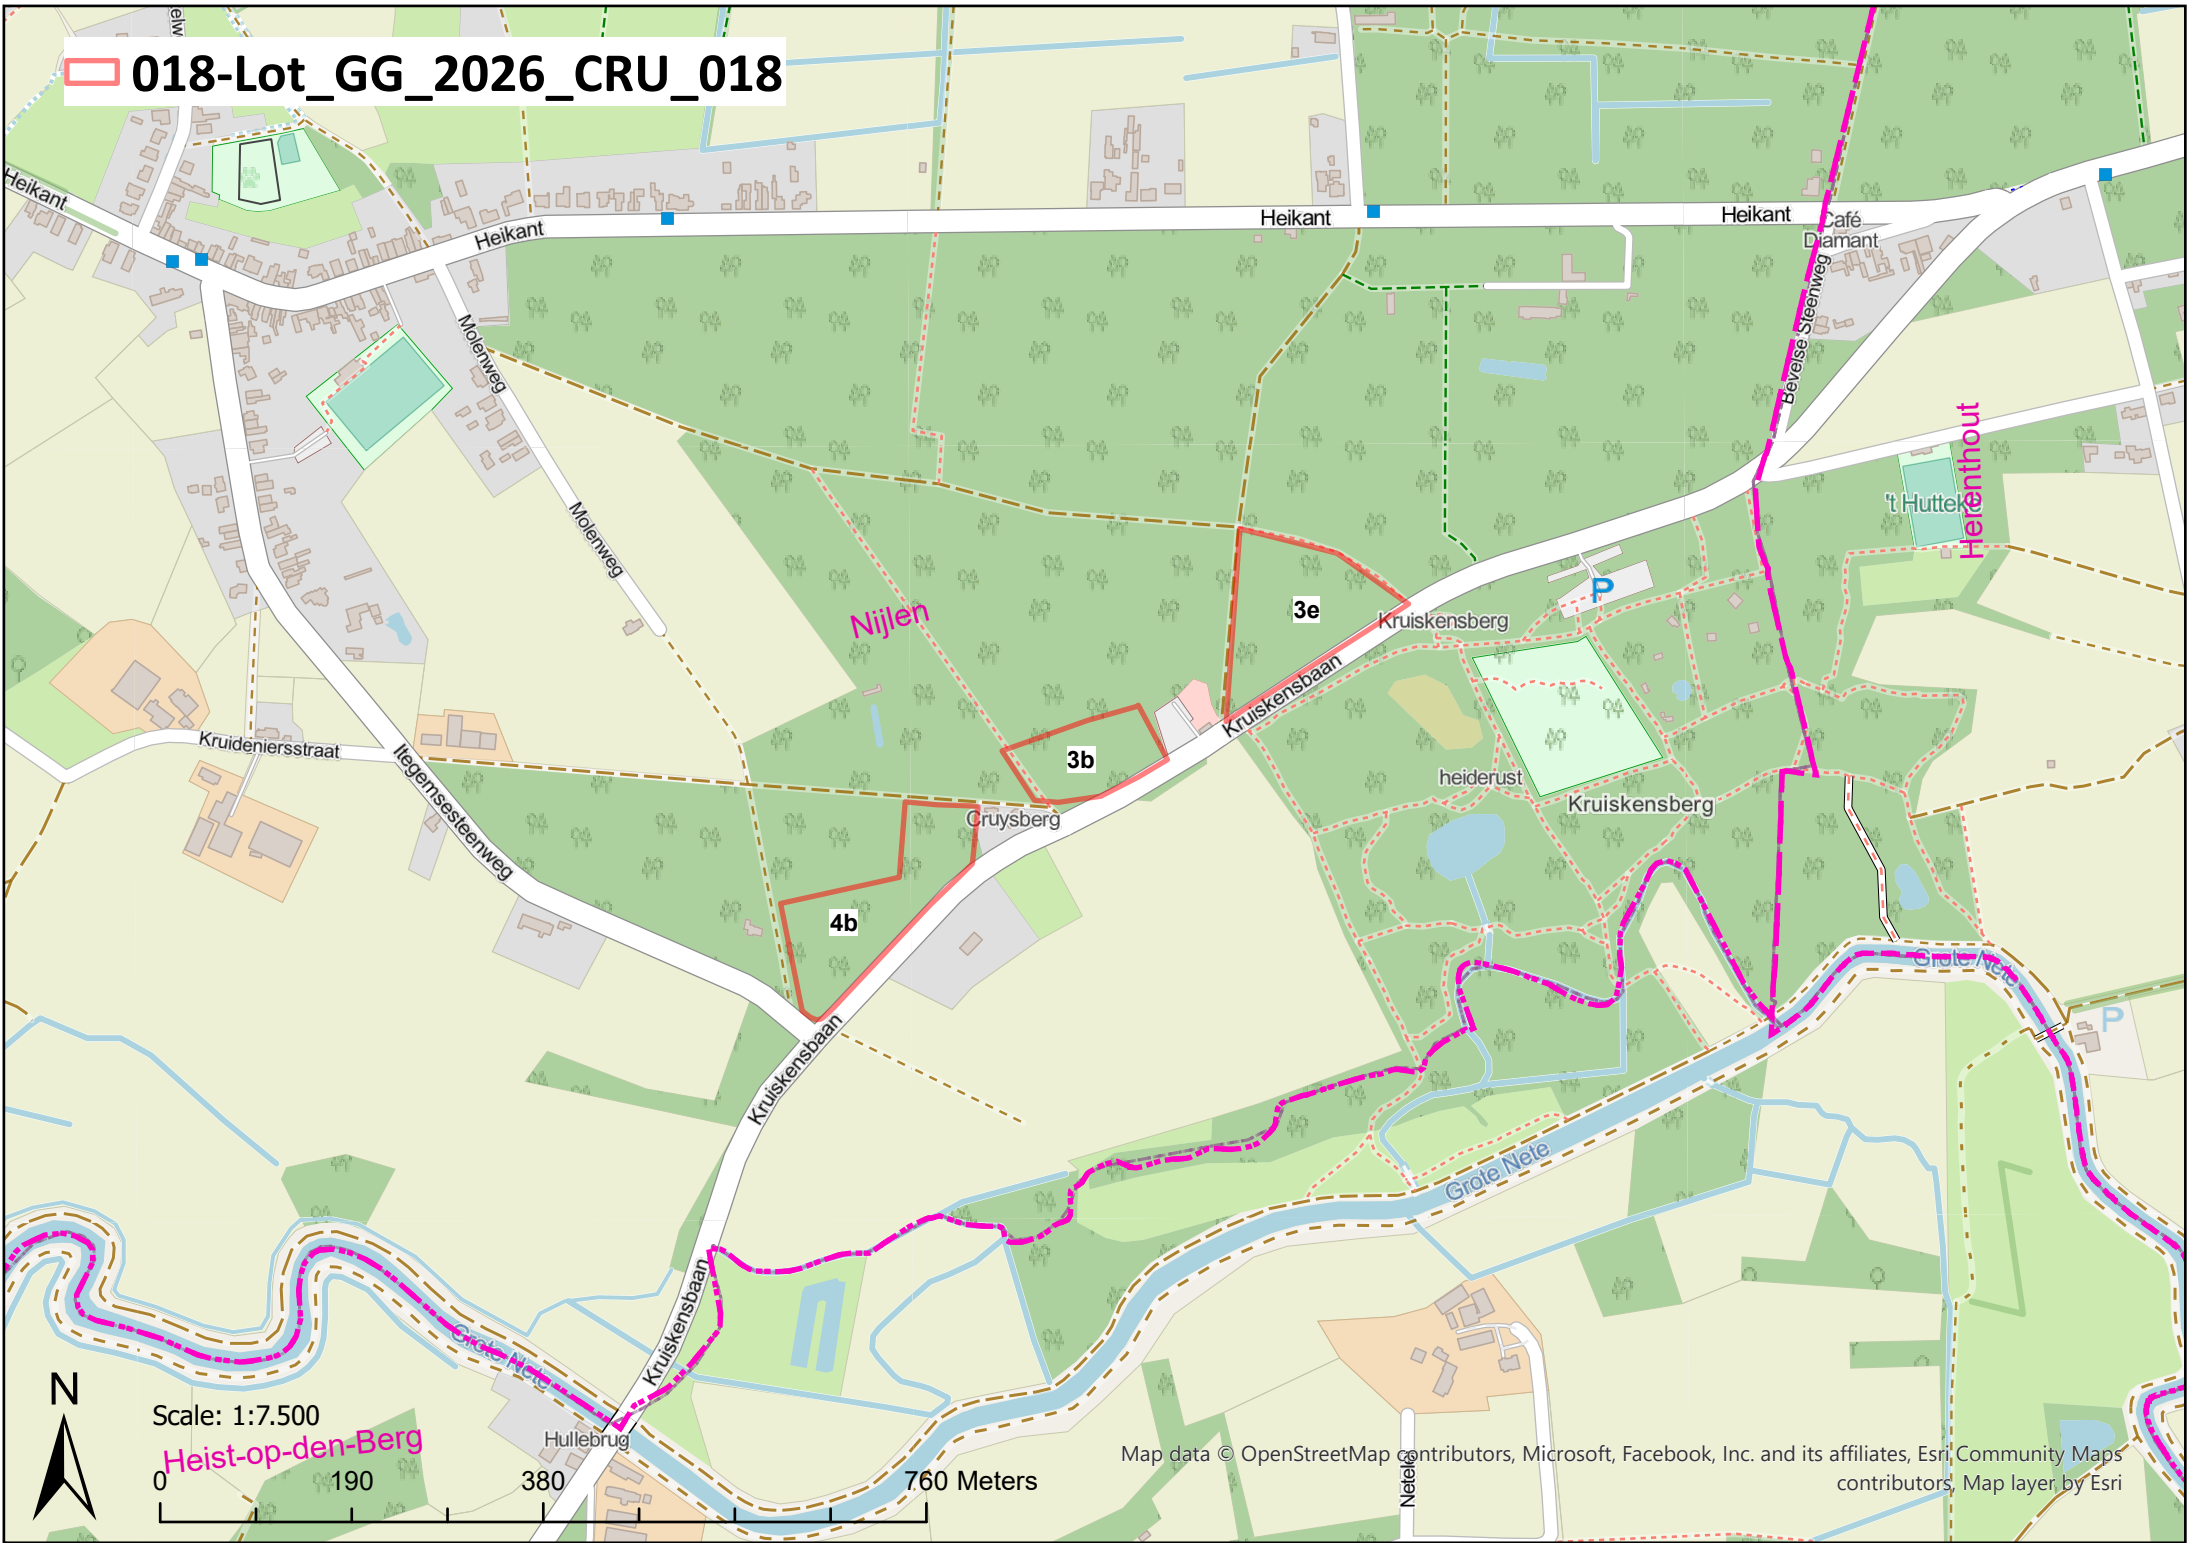 018-Lot_GG_2026_CRU_018
Heikant
Heikant
Heikant
Heikant
Café
Diamant
Bevelse Steenweg
Molenweg
Molenweg
Herenthout
't Hutteke
Nijlen
3e
P
Kruiskensberg
Kruiskensbaan
3b
Kruideniersstraat
Itegemsesteenweg
heiderust
Kruiskensberg
Cruysberg
4b
Grote Nete
P
Kruiskensbaan
Grote Nete
Kruiskensbaan
Grote Nete
N
Scale: 1:7.500
Heist-op-den-Berg
Hullebrug
0 190 380 760 Meters
Map data © OpenStreetMap contributors, Microsoft, Facebook, Inc. and its affiliates, Esri Community Maps
contributors, Map layer by Esri